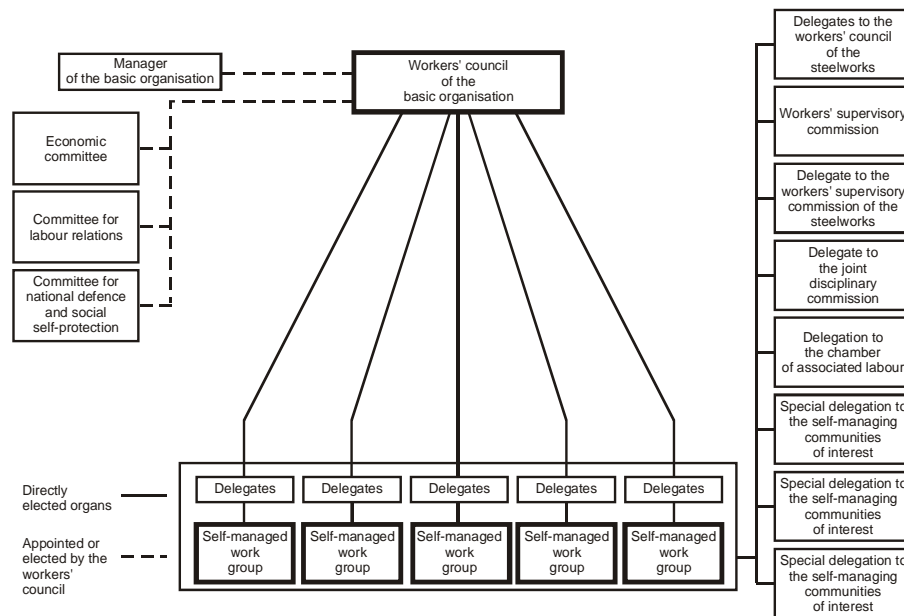 Manager
of the basic organisation
Economic
committee
Committee for
labour relations
Committee for
national defence
and social
self-protection
Workers' council
of the
basic organisation
Delegates to the
workers' council
of the
steelworks
Workers' supervisory
commission
Delegate to the
workers' supervisory
commission of the
steelworks
Delegate to
the joint
disciplinary
commission
Delegation to
the chamber
of associated labour
Special delegation to
the self-managing
communities
of interest
Special delegation to
the self-managing
communities
of interest
Special delegation to
the self-managing
communities
of interest
Delegates
Delegates
Delegates
Delegates
Delegates
Self-managed
work
group
Self-managed
work
group
Self-managed
work
group
Self-managed
work
group
Self-managed
work
group
Directly
elected organs
Appointed or
elected by the
workers'
council